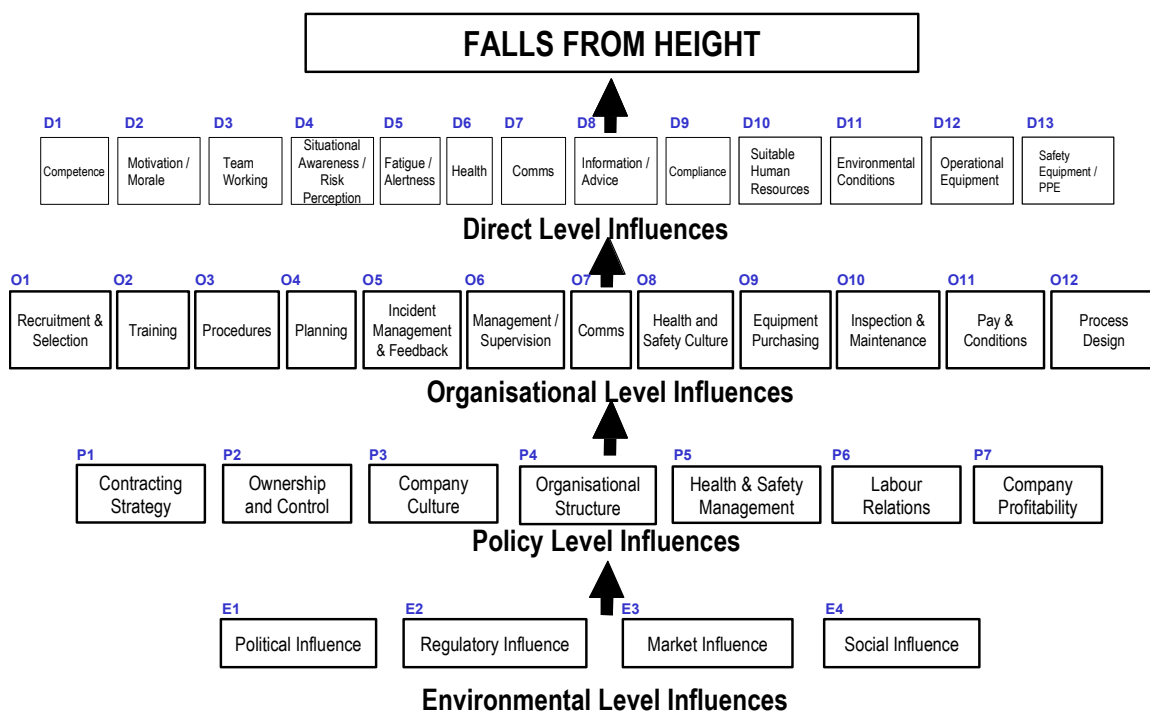 FALLS FROM HEIGHT
D1 D2 D3 D4 D5 D6 D7 D8 D9 D10 D11 D12 D13
Competence
Motivation /
Morale
Team
Working
Situational
Awareness /
Risk
Perception
Fatigue /
Alertness
Health
Comms
Information /
Advice
Compliance
Suitable
Human
Resources
Environmental
Conditions
Operational
Equipment
Safety
Equipment /
PPE
Direct Level Influences
O1 O2 O3 O4 O5 O6 O7 O8 O9 O10 O11 O12
Recruitment &
Selection
Training
Procedures
Planning
Incident
Management
& Feedback
Management /
Supervision
Comms
Health and
Safety Culture
Equipment
Purchasing
Inspection &
Maintenance
Pay &
Conditions
Process
Design
Organisational Level Influences
P1 P2 P3 P4 P5 P6 P7
Contracting
Strategy
Ownership
and Control
Company
Culture
Organisational
Structure
Health & Safety
Management
Labour
Relations
Company
Profitability
Policy Level Influences
E1 E2 E3 E4
Political Influence
Regulatory Influence
Market Influence
Social Influence
Environmental Level Influences